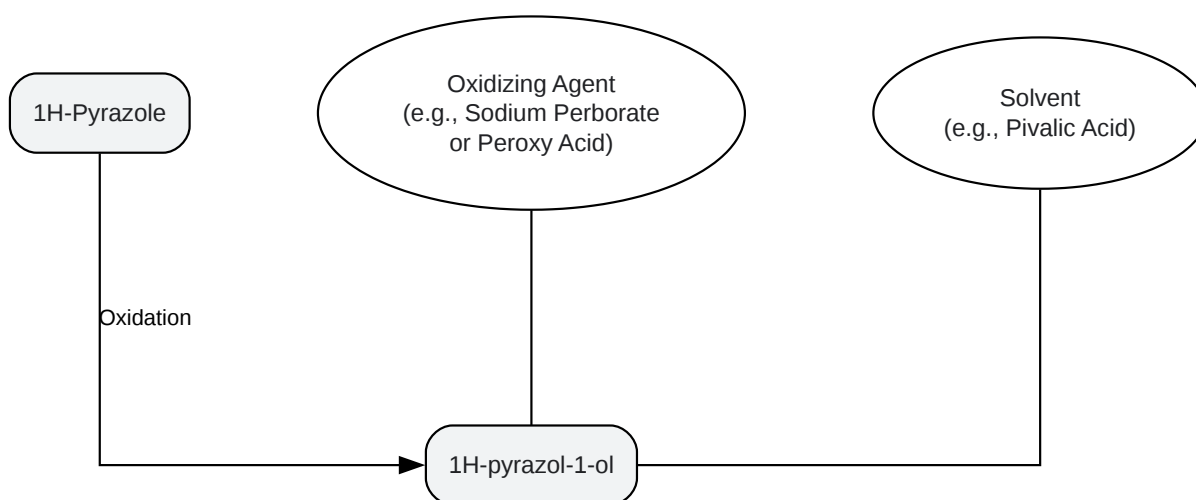 1H-Pyrazole
Oxidizing Agent
(e.g., Sodium Perborate
or Peroxy Acid)
Solvent
(e.g., Pivalic Acid)
Oxidation
1H-pyrazol-1-ol